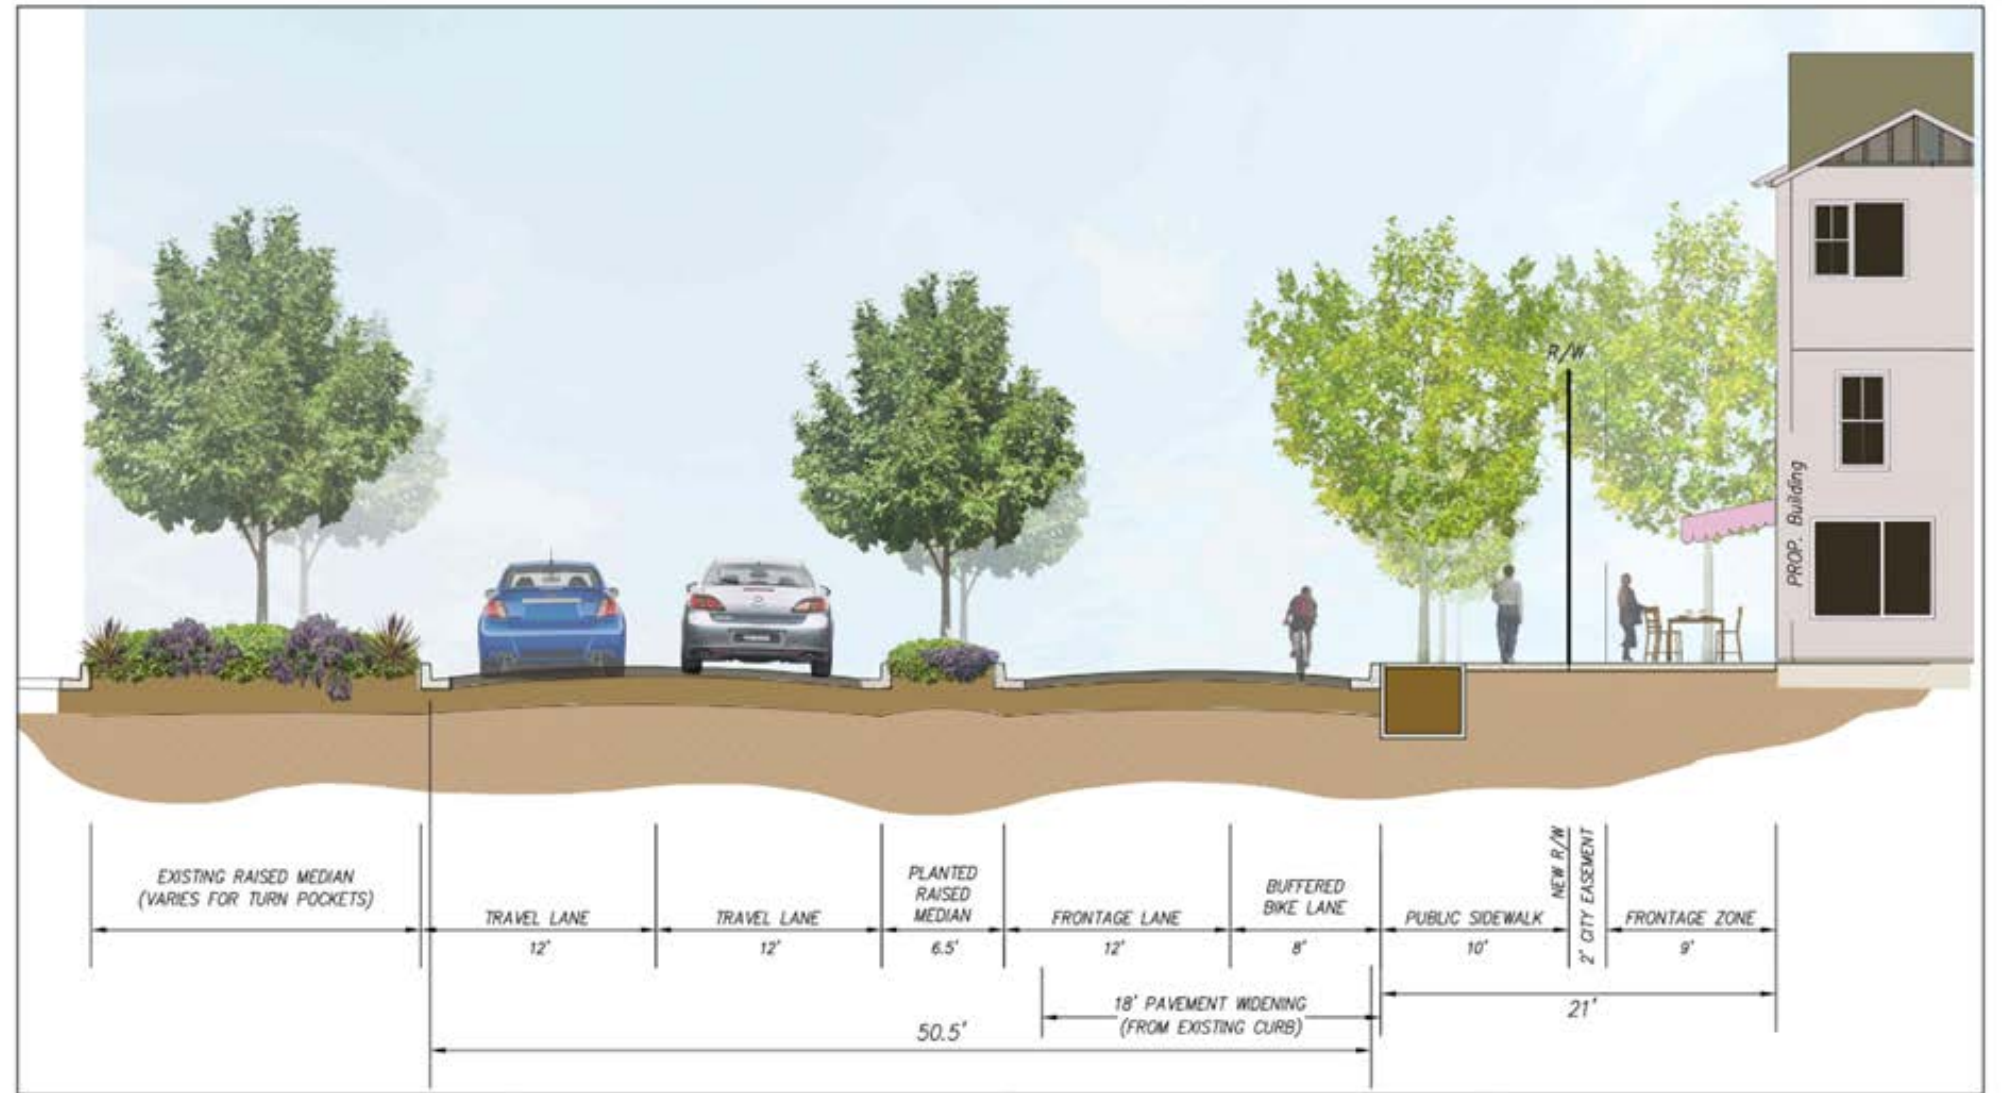 R/W
PROP. Building
EXISTING RAISED MEDIAN
(VARIES FOR TURN POCKETS)
TRAVEL LANE
12'
TRAVEL LANE
12'
PLANTED
RAISED
MEDIAN
6.5'
FRONTAGE LANE
12'
BUFFERED
BIKE LANE
8'
PUBLIC SIDEWALK
10'
NEW R/W
2' CITY EASEMENT
FRONTAGE ZONE
9'
18' PAVEMENT WIDENING
(FROM EXISTING CURB)
21'
50.5'